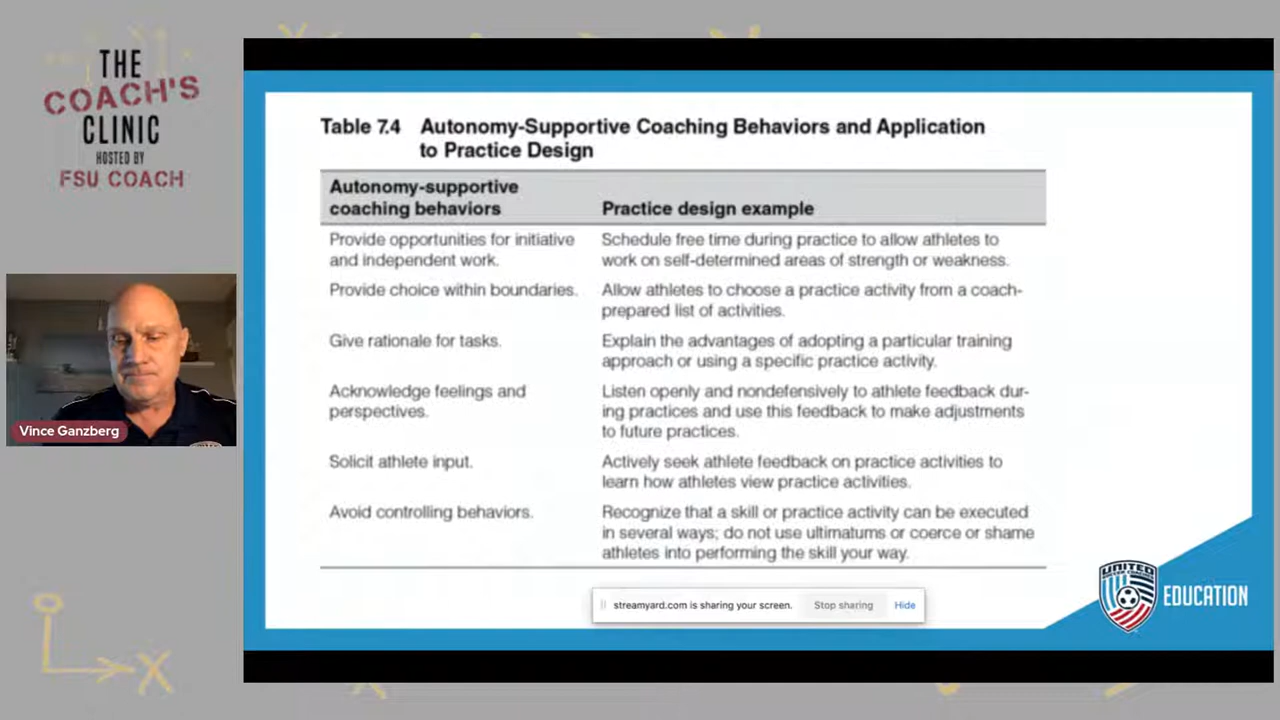 THE
COACH'S
CLINIC
HOSTED BY
FSU COACH
Vince Ganzberg
Table 7.4 Autonomy-Supportive Coaching Behaviors and Application
to Practice Design
Autonomy-supportive
coaching behaviors
Practice design example
Provide opportunities for initiative
and independent work.
Schedule free time during practice to allow athletes to
work on self-determined areas of strength or weakness.
Provide choice within boundaries.
Allow athletes to choose a practice activity from a coach-
prepared list of activities.
Give rationale for tasks.
Explain the advantages of adopting a particular training
approach or using a specific practice activity.
Acknowledge feelings and
perspectives.
Listen openly and nondefensively to athlete feedback dur-
ing practices and use this feedback to make adjustments
to future practices.
Solicit athlete input.
Actively seek athlete feedback on practice activities to
learn how athletes view practice activities.
Avoid controlling behaviors.
Recognize that a skill or practice activity can be executed
in several ways; do not use ultimatums or coerce or shame
athletes into performing the skill your way.
streamyard.com is sharing your screen. Stop sharing Hide
UNITED
EDUCATION